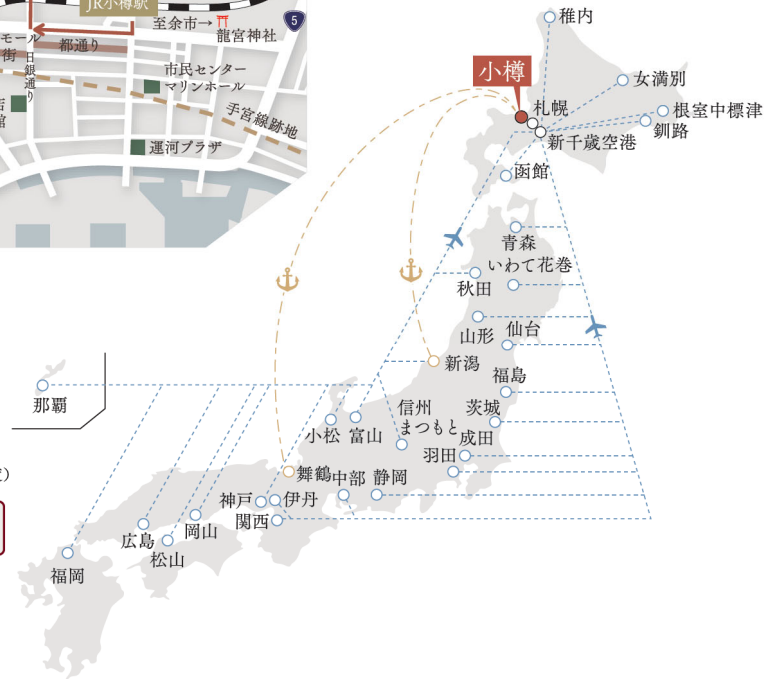 JR小樽駅
至余市→
龍宮神社
5
モール
街
都通り
日銀通り
市民センター
マリンホール
手宮線跡地
館
運河プラザ
稚内
小樽
女満別
札幌
根室中標津
釧路
新千歳空港
函館
青森
いわて花巻
秋田
山形
仙台
新潟
福島
那覇
信州
まつもと
茨城
小松
富山
成田
羽田
舞鶴
中部
静岡
神戸
伊丹
関西
岡山
広島
松山
福岡